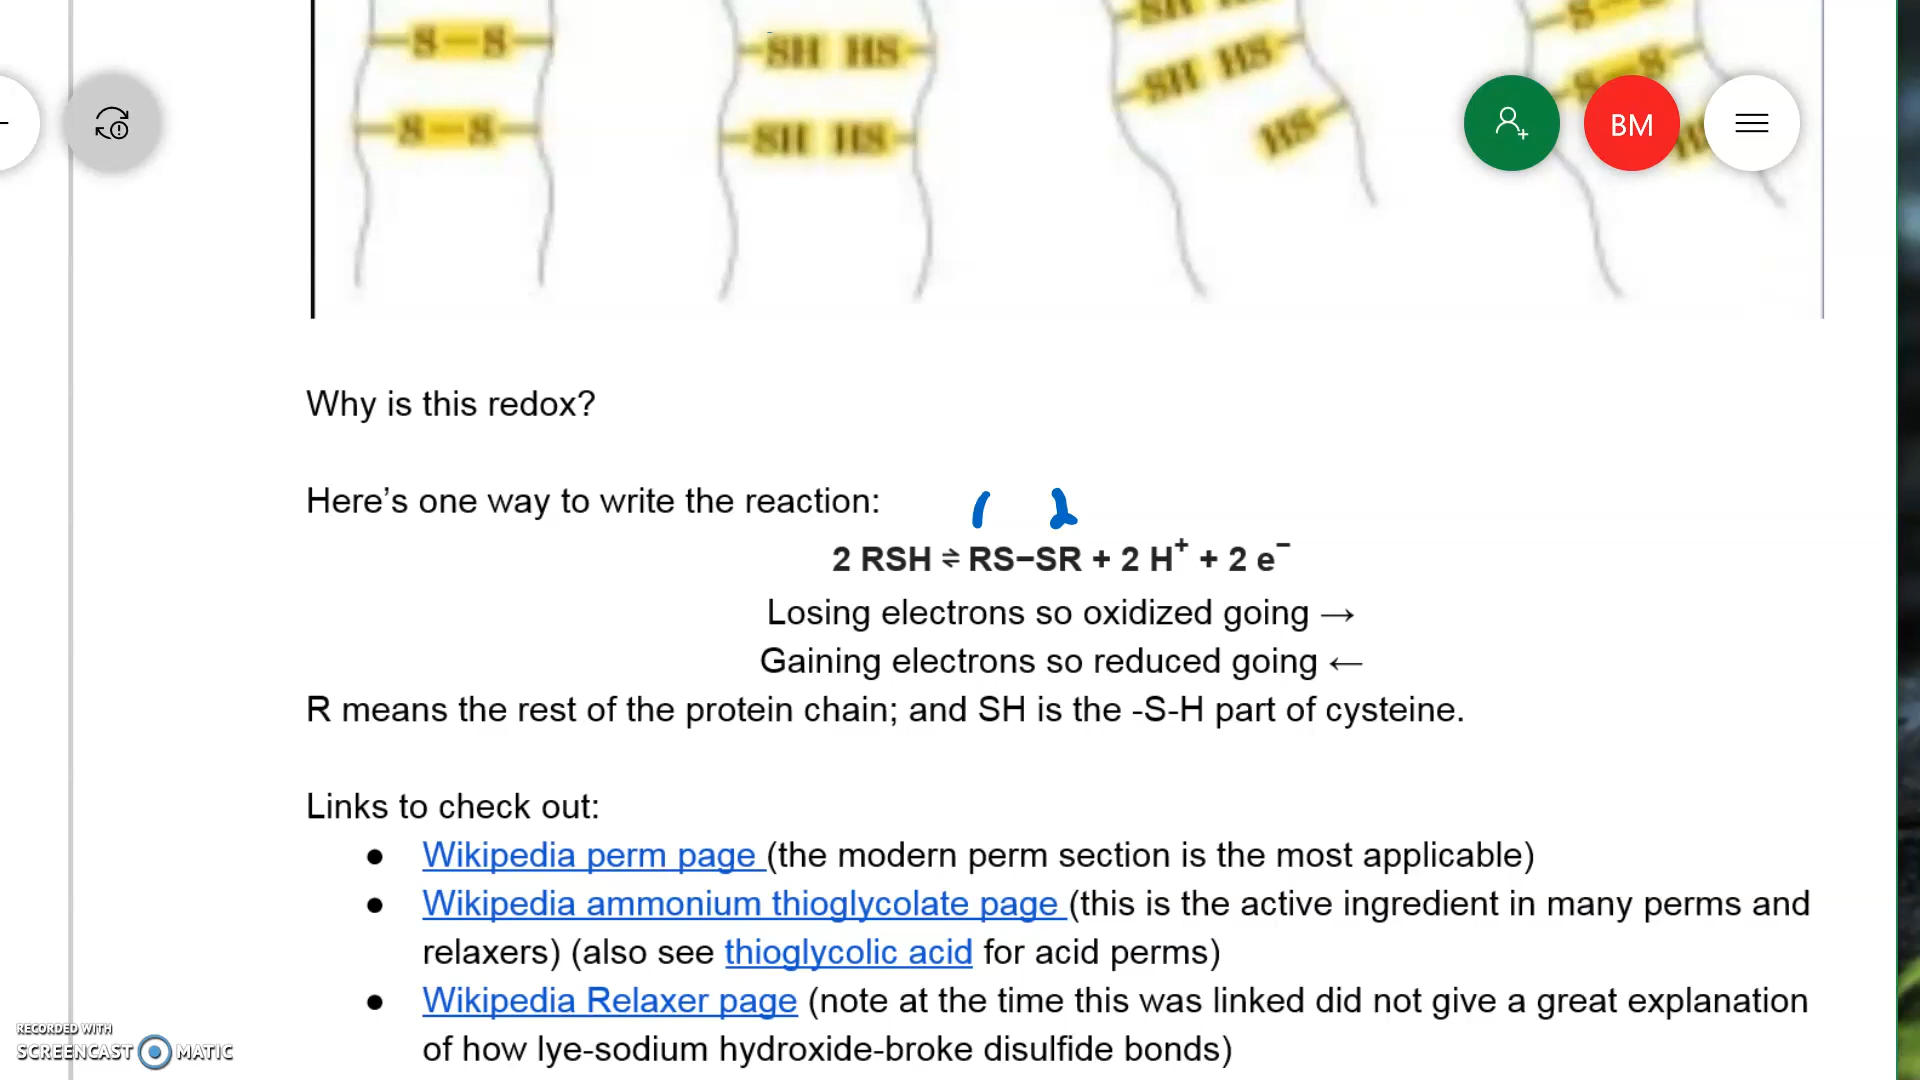 S-S
SH HS
SH HS
S-S
S-S
SH HS
S-S
SH HS
HS
BM
Why is this redox?
1 2
Here’s one way to write the reaction:
2 RSH ⇌ RS−SR + 2 H⁺ + 2 e⁻
Losing electrons so oxidized going →
Gaining electrons so reduced going ←
R means the rest of the protein chain; and SH is the -S-H part of cysteine.
Links to check out:
● Wikipedia perm page (the modern perm section is the most applicable)
● Wikipedia ammonium thioglycolate page (this is the active ingredient in many perms and
relaxers) (also see thioglycolic acid for acid perms)
● Wikipedia Relaxer page (note at the time this was linked did not give a great explanation
of how lye-sodium hydroxide-broke disulfide bonds)
RECORDED WITH
SCREENCAST MATIC